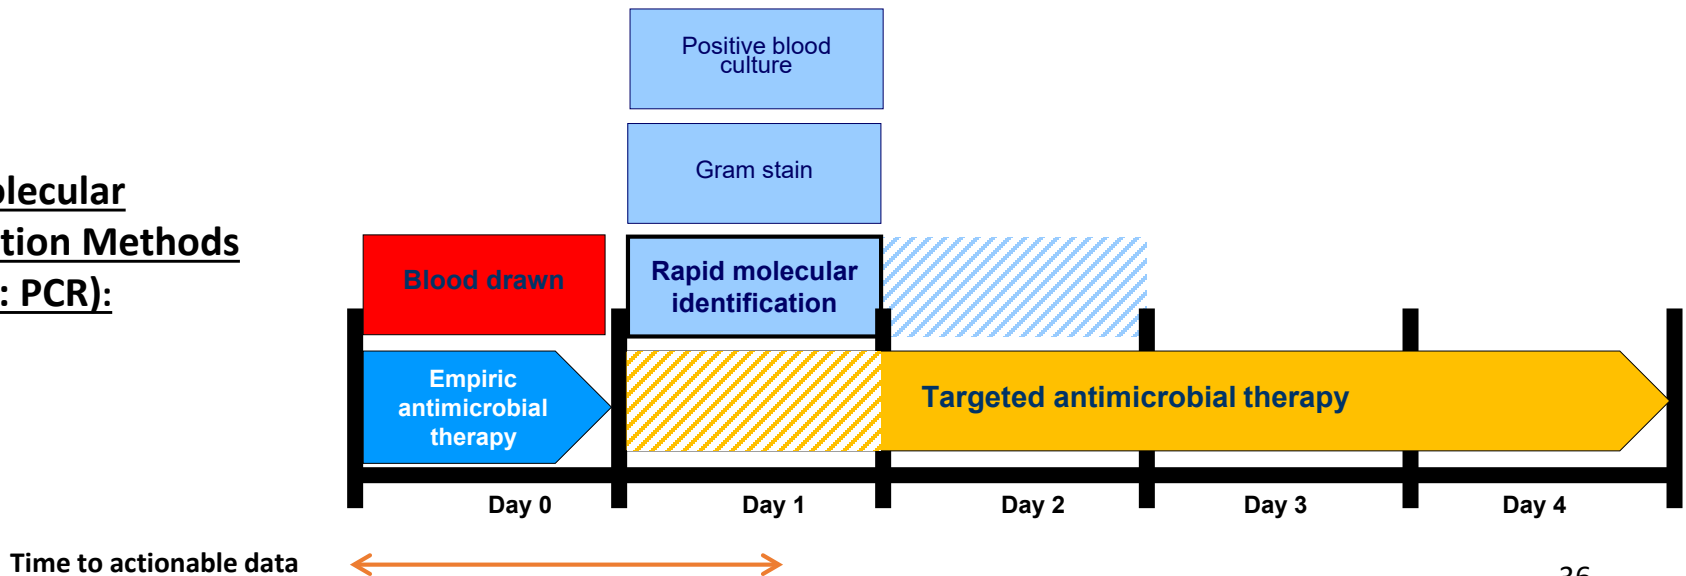 Positive blood
culture
Gram stain
olecular
tion Methods
: PCR):
Blood drawn
Rapid molecular
identification
Empiric
antimicrobial
therapy
Targeted antimicrobial therapy
Day 0
Day 1
Day 2
Day 3
Day 4
Time to actionable data